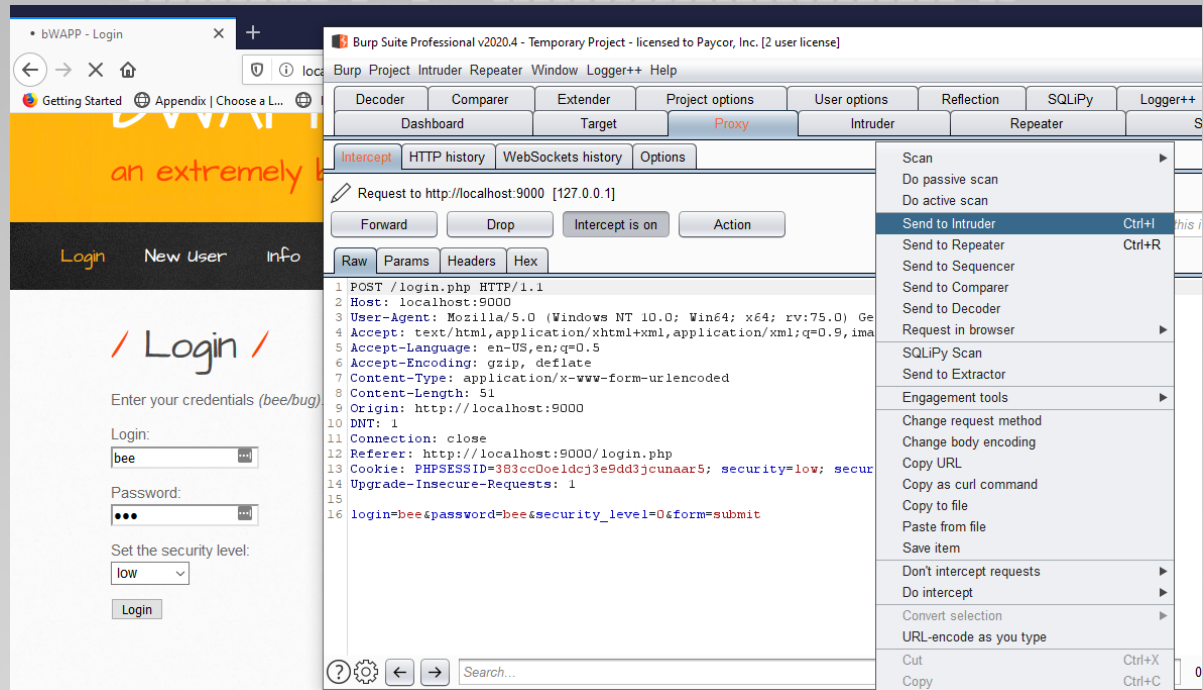 bWAPP - Login
Burp Suite Professional v2020.4 - Temporary Project - licensed to Paycor, Inc. [2 user license]
Burp Project Intruder Repeater Window Logger++ Help
Getting Started Appendix | Choose a L...
Decoder Comparer Extender Project options User options Reflection SQLiPy Logger++
Dashboard Target Proxy Intruder Repeater
an extremely
Intercept HTTP history WebSockets history Options
Request to http://localhost:9000 [127.0.0.1]
Forward Drop Intercept is on Action
Login New User Info
Raw Params Headers Hex
1 POST /login.php HTTP/1.1
2 Host: localhost:9000
3 User-Agent: Mozilla/5.0 (Windows NT 10.0; Win64; x64; rv:75.0) Ge
4 Accept: text/html,application/xhtml+xml,application/xml;q=0.9,ima
5 Accept-Language: en-US,en;q=0.5
6 Accept-Encoding: gzip, deflate
7 Content-Type: application/x-www-form-urlencoded
8 Content-Length: 51
9 Origin: http://localhost:9000
10 DNT: 1
11 Connection: close
12 Referer: http://localhost:9000/login.php
13 Cookie: PHPSESSID=383cc0oeldcj3e9dd3jcunaar5; security=low; secur
14 Upgrade-Insecure-Requests: 1
15
16 login=bee&password=bee&security_level=0&form=submit
/ Login /
Enter your credentials (bee/bug).
Login:
bee
Password:
•••
Set the security level:
low
Login
Search...
Scan
Do passive scan
Do active scan
Send to Intruder Ctrl+I
Send to Repeater Ctrl+R
Send to Sequencer
Send to Comparer
Send to Decoder
Request in browser
SQLiPy Scan
Send to Extractor
Engagement tools
Change request method
Change body encoding
Copy URL
Copy as curl command
Copy to file
Paste from file
Save item
Don't intercept requests
Do intercept
Convert selection
URL-encode as you type
Cut Ctrl+X
Copy Ctrl+C